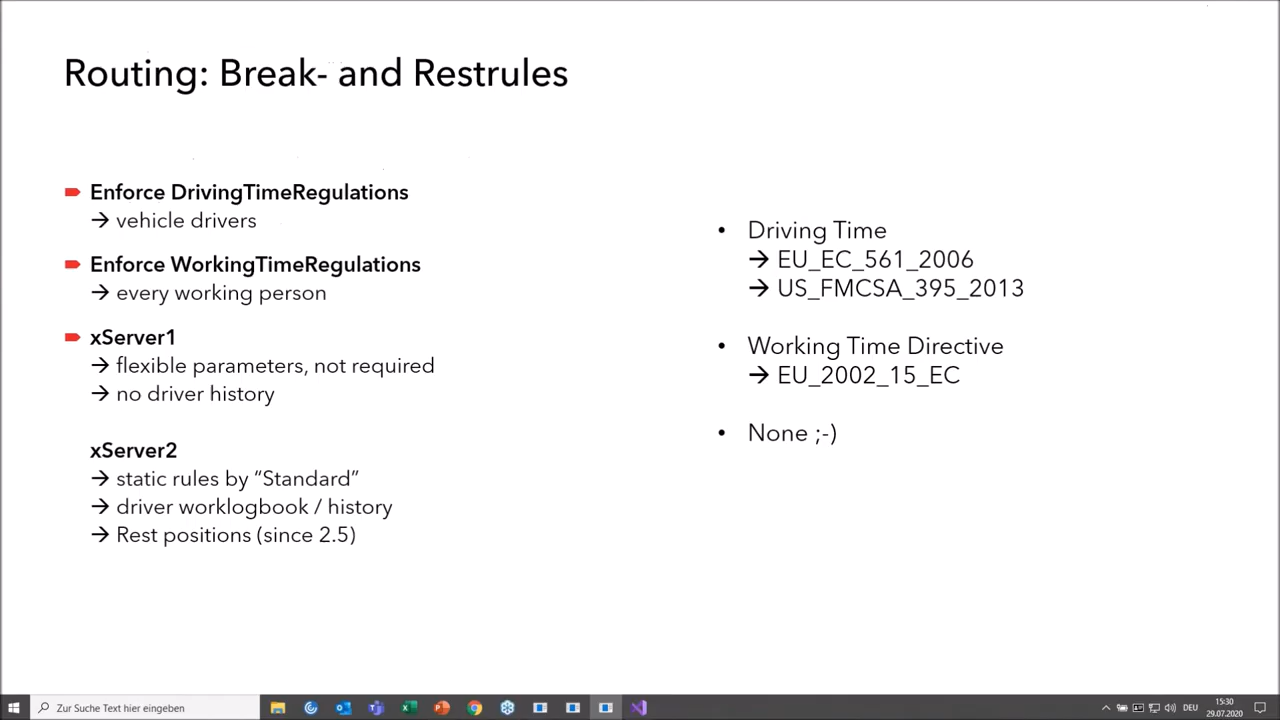 Routing: Break- and Restrules
Enforce DrivingTimeRegulations
→ vehicle drivers
Enforce WorkingTimeRegulations
→ every working person
xServer1
→ flexible parameters, not required
→ no driver history
xServer2
→ static rules by “Standard”
→ driver worklogbook / history
→ Rest positions (since 2.5)
• Driving Time
→ EU_EC_561_2006
→ US_FMCSA_395_2013
• Working Time Directive
→ EU_2002_15_EC
• None ;-)
Zur Suche Text hier eingeben
DEU
15:30
29.07.2020